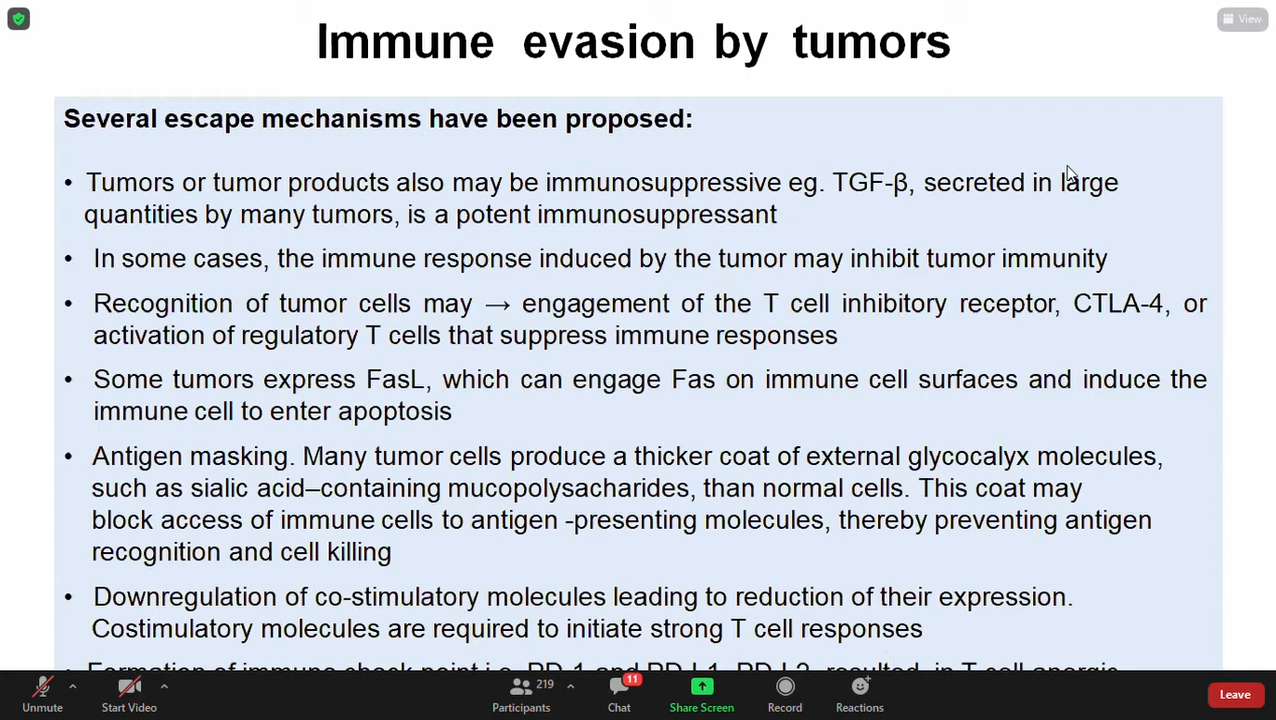 View
Immune evasion by tumors
Several escape mechanisms have been proposed:
• Tumors or tumor products also may be immunosuppressive eg. TGF-β, secreted in large
quantities by many tumors, is a potent immunosuppressant
• In some cases, the immune response induced by the tumor may inhibit tumor immunity
• Recognition of tumor cells may → engagement of the T cell inhibitory receptor, CTLA-4, or
activation of regulatory T cells that suppress immune responses
• Some tumors express FasL, which can engage Fas on immune cell surfaces and induce the
immune cell to enter apoptosis
• Antigen masking. Many tumor cells produce a thicker coat of external glycocalyx molecules,
such as sialic acid–containing mucopolysacharides, than normal cells. This coat may
block access of immune cells to antigen -presenting molecules, thereby preventing antigen
recognition and cell killing
• Downregulation of co-stimulatory molecules leading to reduction of their expression.
Costimulatory molecules are required to initiate strong T cell responses
• Formation of immune check point i.e. PD-1 and PD-L1, PD-L2, resulted in T cell anergic
Unmute
Start Video
219
Participants
11
Chat
Share Screen
Record
Reactions
Leave